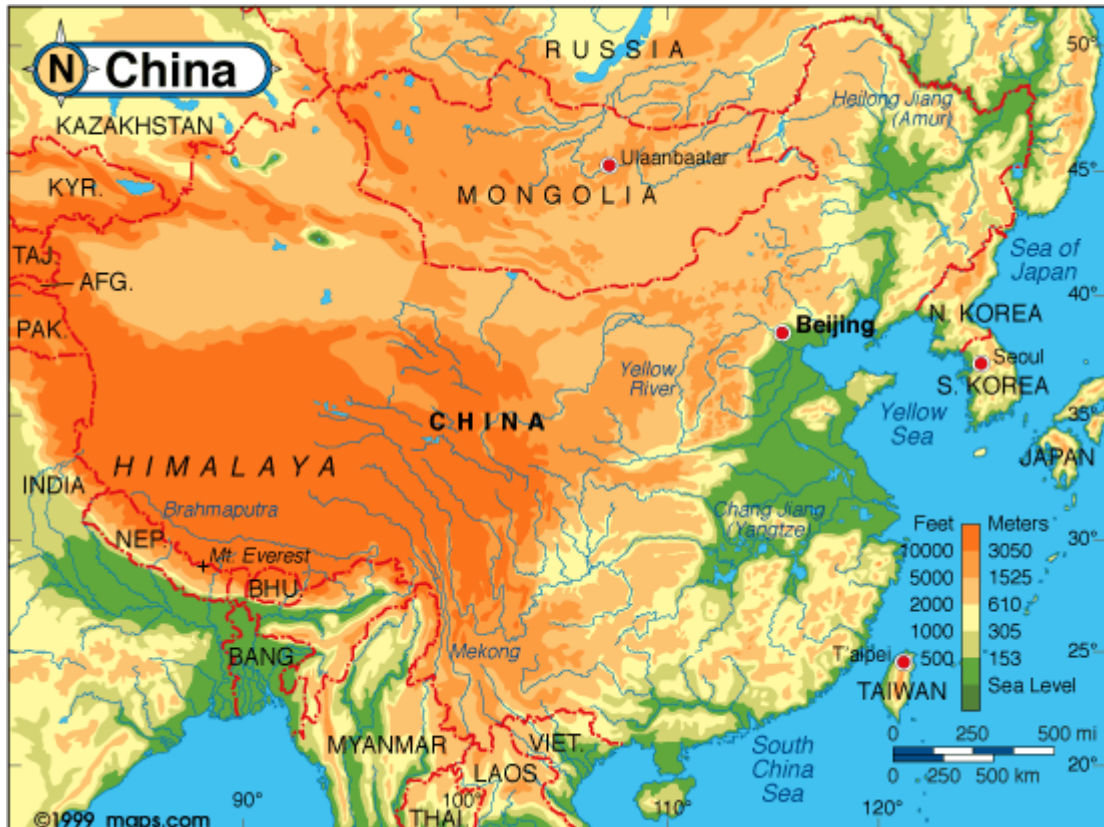 N China
RUSSIA
50°
Heilong Jiang
(Amur)
KAZAKHSTAN
Ulaanbaatar
45°
KYR.
MONGOLIA
TAJ.
Sea of
Japan
AFG.
40°
PAK.
Beijing
N. KOREA
Seoul
S. KOREA
Yellow
River
CHINA
Yellow
Sea
35°
JAPAN
HIMALAYA
INDIA
Brahmaputra
Chang Jiang
(Yangtze)
NEP.
Mt. Everest
BHU.
30°
Feet Meters
10000 3050
5000 1525
2000 610
1000 305
500 153
Sea Level
BANG.
Mekong
25°
T'aipei
TAIWAN
MYANMAR
VIET.
LAOS
THAI.
South
China
Sea
0 250 500 mi
0 250 500 km
20°
90° 100° 110° 120°
©1999 maps.com